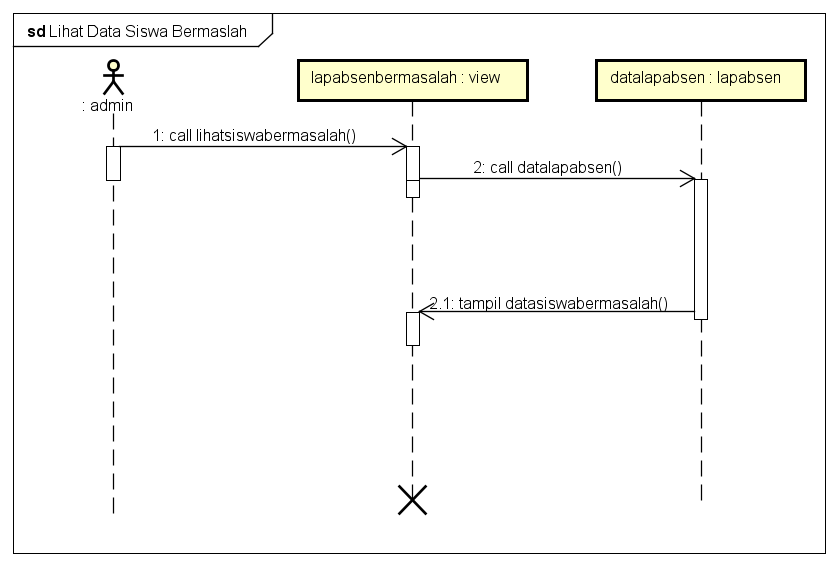 sd Lihat Data Siswa Bermaslah
: admin
lapabsenbermasalah : view
datalapabsen : lapabsen
1: call lihatsiswabermasalah()
2: call datalapabsen()
2.1: tampil datasiswabermasalah()